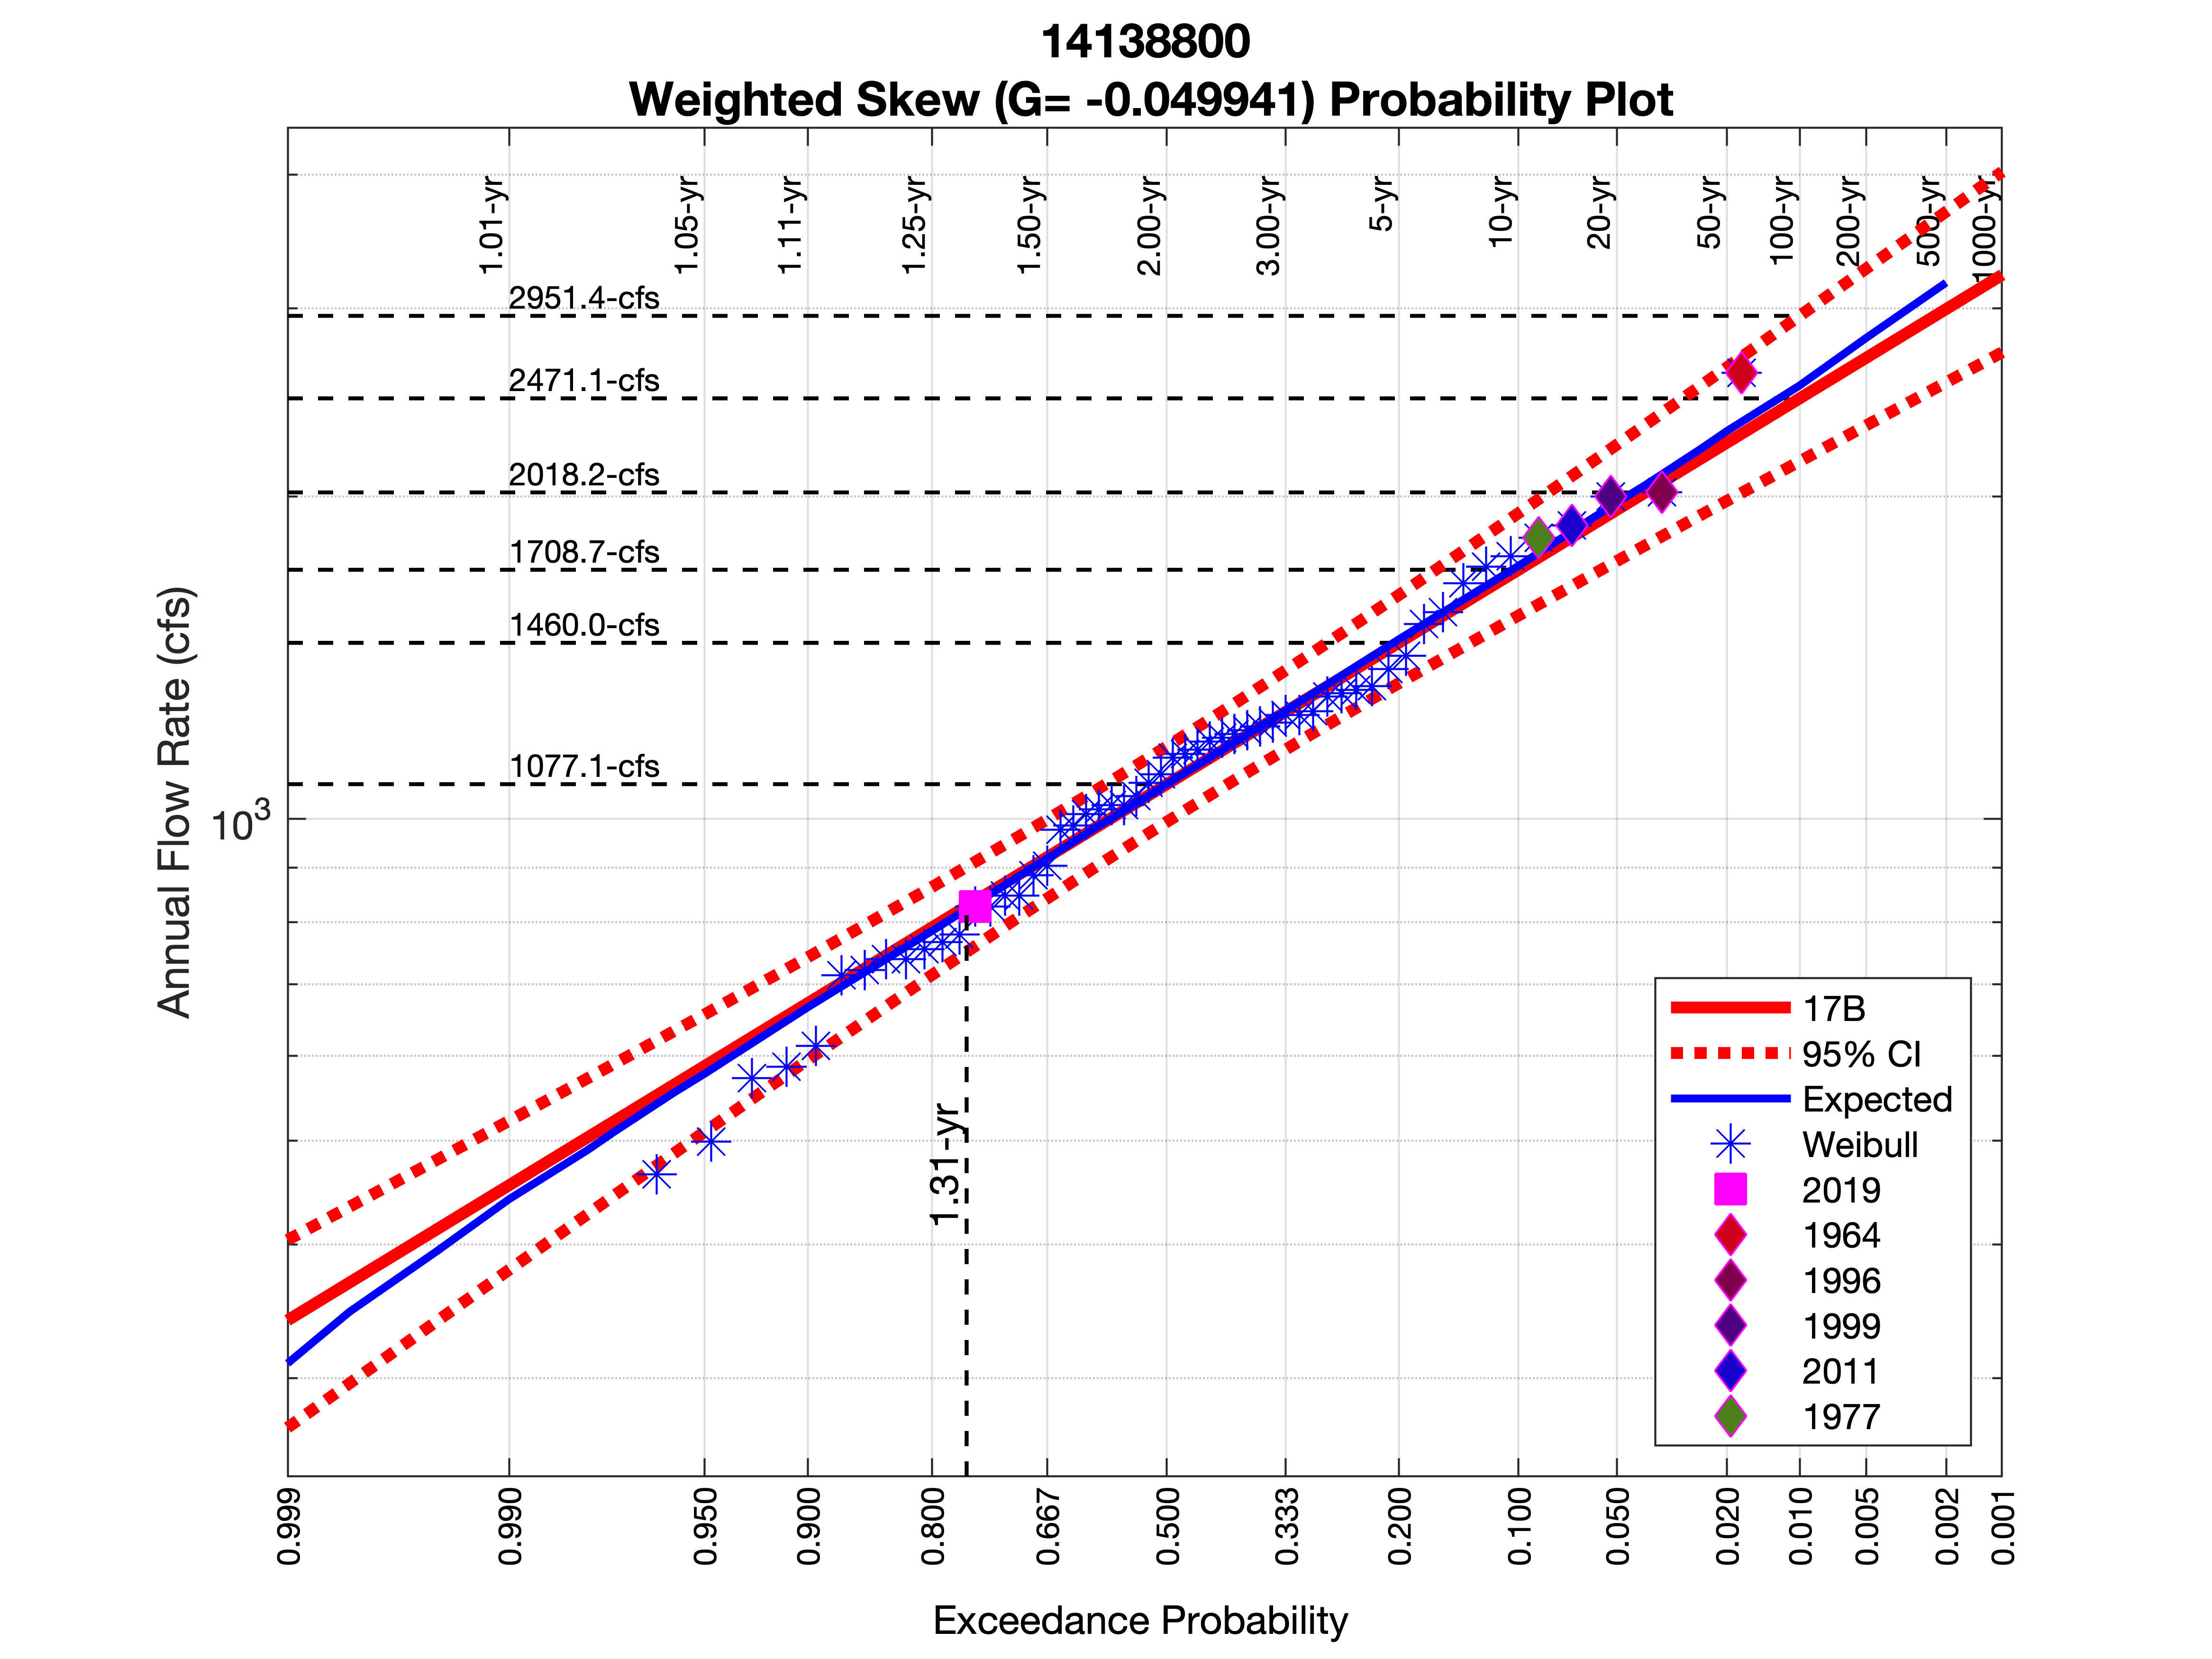 14138800
Weighted Skew (G= -0.049941) Probability Plot
1.01-yr
1.05-yr
1.11-yr
1.25-yr
1.50-yr
2.00-yr
3.00-yr
5-yr
10-yr
20-yr
50-yr
100-yr
200-yr
500-yr
1000-yr
2951.4-cfs
2471.1-cfs
2018.2-cfs
1708.7-cfs
1460.0-cfs
1077.1-cfs
Annual Flow Rate (cfs)
10³
1.31-yr
17B
95% CI
Expected
Weibull
2019
1964
1996
1999
2011
1977
0.999
0.990
0.950
0.900
0.800
0.667
0.500
0.333
0.200
0.100
0.050
0.020
0.010
0.005
0.002
0.001
Exceedance Probability